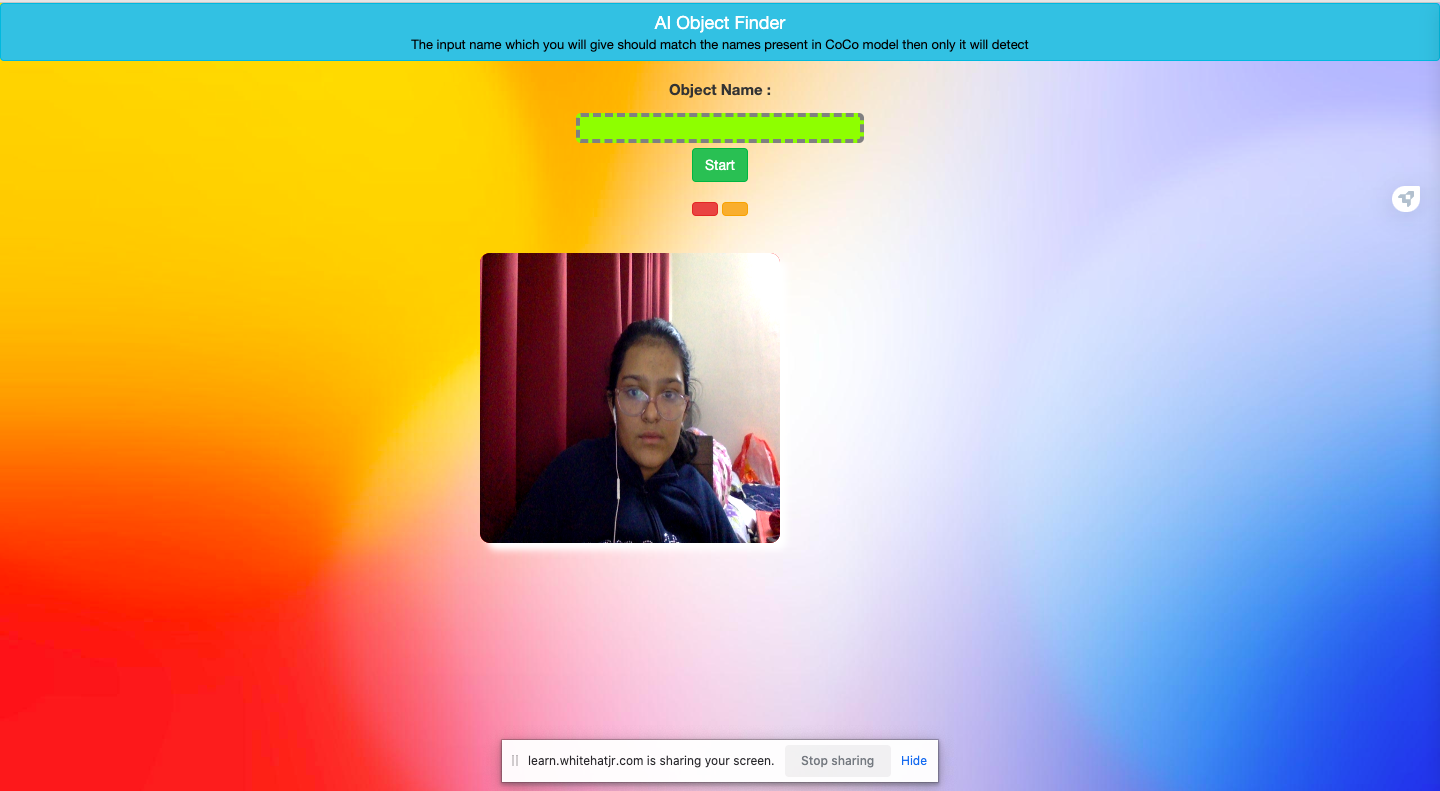 AI Object Finder
The input name which you will give should match the names present in CoCo model then only it will detect
Object Name :
Start
learn.whitehatjr.com is sharing your screen.
Stop sharing
Hide